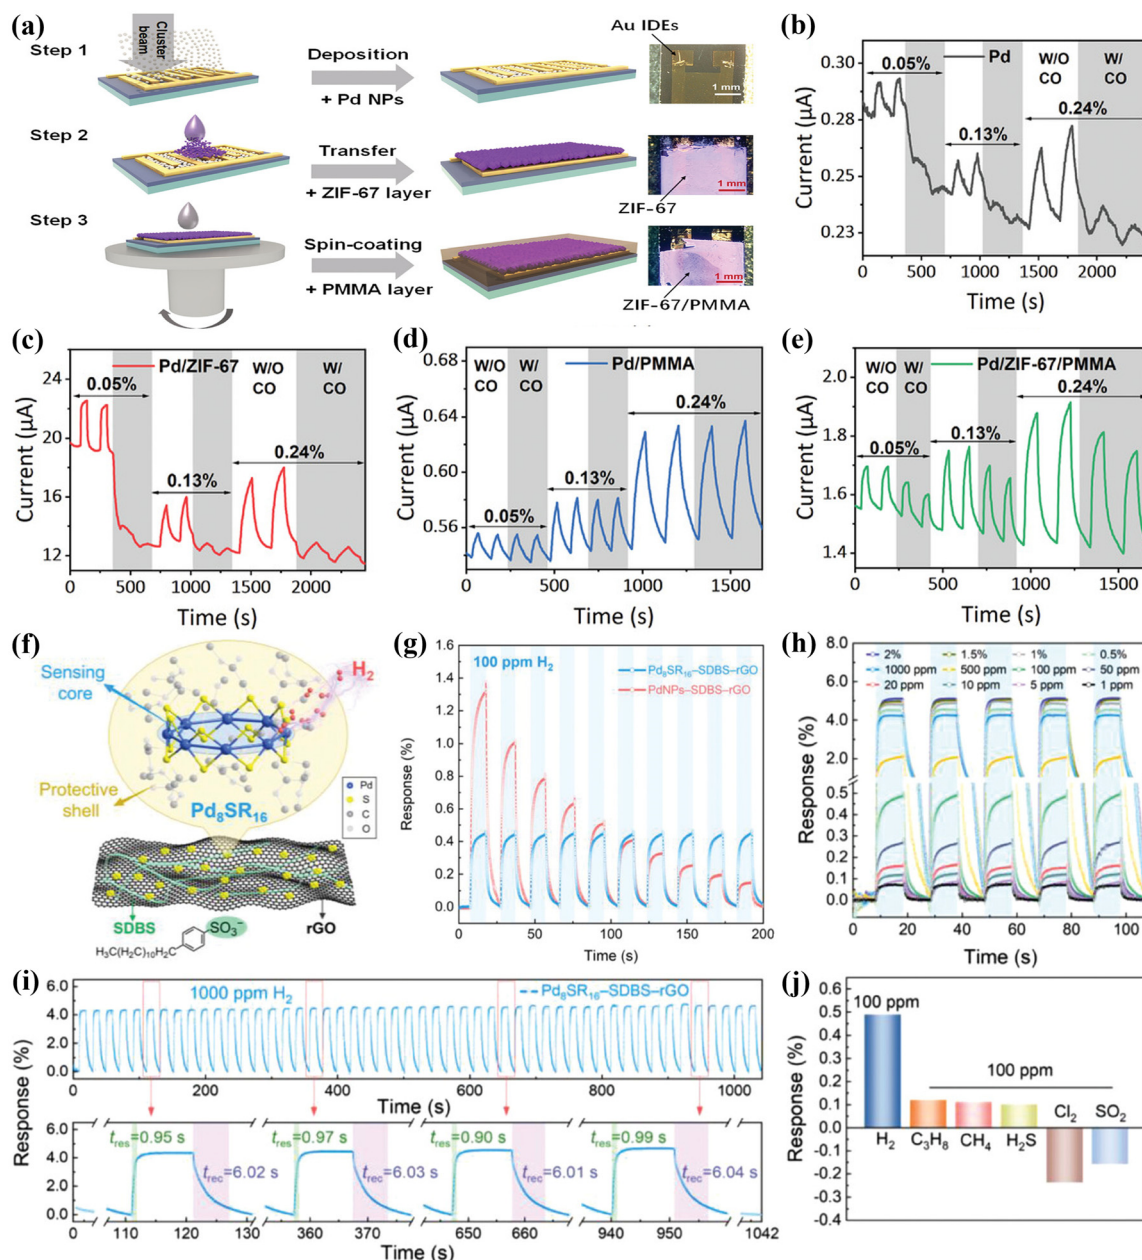 (a)
Step 1
Cluster
beam
Deposition
+ Pd NPs
Au IDEs
1 mm
Step 2
Transfer
+ ZIF-67 layer
1 mm
ZIF-67
Step 3
Spin-coating
+ PMMA layer
1 mm
ZIF-67/PMMA
(b)
Current (µA)
0.30
0.28
0.25
0.23
0.05%
Pd
W/O
CO
W/
CO
0.13%
0.24%
0 500 1000 1500 2000
Time (s)
(c)
Current (µA)
24
20
16
12
Pd/ZIF-67
0.05%
W/O
CO
W/
CO
0.24%
0.13%
0 500 1000 1500 2000
Time (s)
(d)
Current (µA)
0.68
0.64
0.60
0.56
W/O
CO
W/
CO
Pd/PMMA
0.24%
0.13%
0.05%
0 500 1000 1500
Time (s)
(e)
Current (µA)
2.0
1.8
1.6
1.4
W/O
CO
W/
CO
Pd/ZIF-67/PMMA
0.24%
0.13%
0.05%
0 500 1000 1500
Time (s)
(f)
Sensing
core
H2
Protective
shell
Pd8SR16
Pd
S
C
O
SDBS
rGO
SO3−
H3C(H2C)10H2C
(g)
Response (%)
1.6
1.4
1.2
1.0
0.8
0.6
0.4
0.2
0.0
100 ppm H2
Pd8SR16–SDBS–rGO
PdNPs–SDBS–rGO
0 25 50 75 100 125 150 175 200
Time (s)
(h)
Response (%)
8.0
6.0
4.0
2.0
0.5
0.4
0.3
0.2
0.1
0.0
2% 1.5% 1% 0.5%
1000 ppm 500 ppm 100 ppm 50 ppm
20 ppm 10 ppm 5 ppm 1 ppm
0 20 40 60 80 100
Time (s)
(i)
Response (%)
6.0
4.0
2.0
0.0
1000 ppm H2
Pd8SR16–SDBS–rGO
0 200 400 600 800 1000
Time (s)
6.0
4.0
2.0
0.0
tres=0.95 s
trec=6.02 s
tres=0.97 s
trec=6.03 s
tres=0.90 s
trec=6.01 s
tres=0.99 s
trec=6.04 s
0 110 121 131 360 373 650 660 940 950 1042
Time (s)
(j)
Response (%)
0.6
0.5
0.4
0.3
0.2
0.1
0.0
-0.1
-0.2
-0.3
-0.4
100 ppm
100 ppm
H2 C3H8 CH4 H2S Cl2 SO2